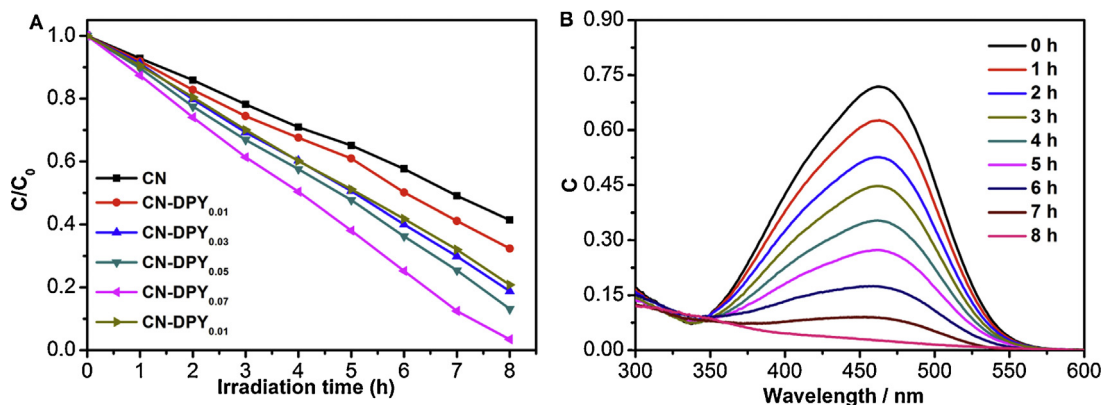 A
C/C₀
1.0
0.8
0.6
0.4
0.2
0.0
CN
CN-DPY₀.₀₁
CN-DPY₀.₀₃
CN-DPY₀.₀₅
CN-DPY₀.₀₇
CN-DPY₀.₀₁
0 1 2 3 4 5 6 7 8
Irradiation time (h)
B
C
0.90
0.75
0.60
0.45
0.30
0.15
0.00
0 h
1 h
2 h
3 h
4 h
5 h
6 h
7 h
8 h
300 350 400 450 500 550 600
Wavelength / nm